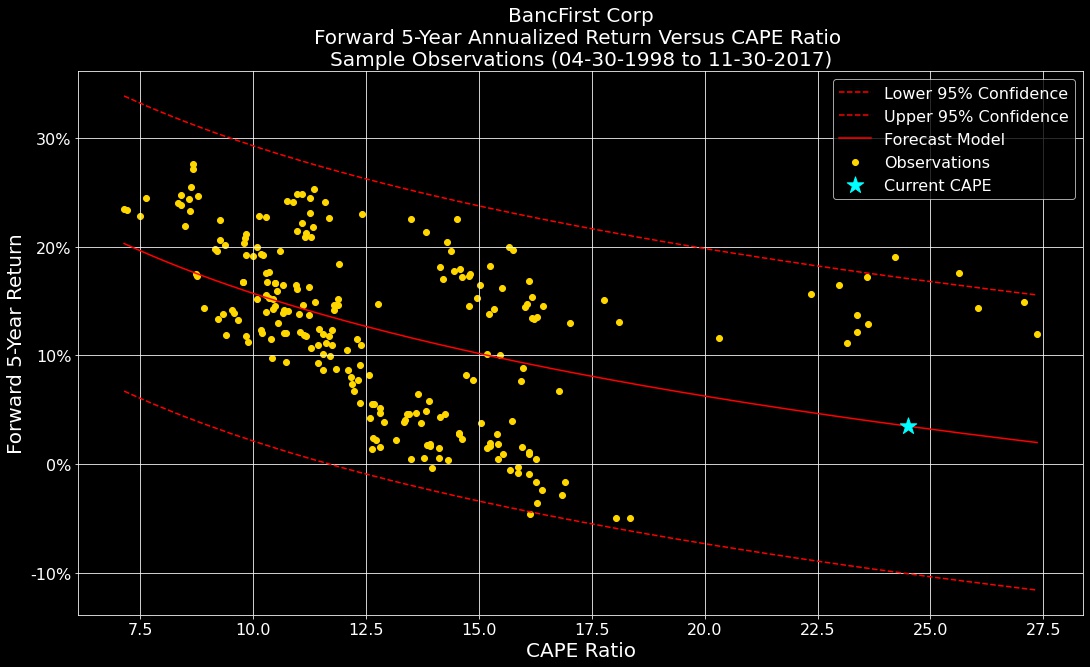 BancFirst Corp
Forward 5-Year Annualized Return Versus CAPE Ratio
Sample Observations (04-30-1998 to 11-30-2017)
Lower 95% Confidence
Upper 95% Confidence
Forecast Model
Observations
Current CAPE
Forward 5-Year Return
30%
20%
10%
0%
-10%
7.5 10.0 12.5 15.0 17.5 20.0 22.5 25.0 27.5
CAPE Ratio